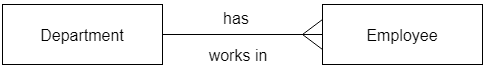 has
Department
Employee
works in